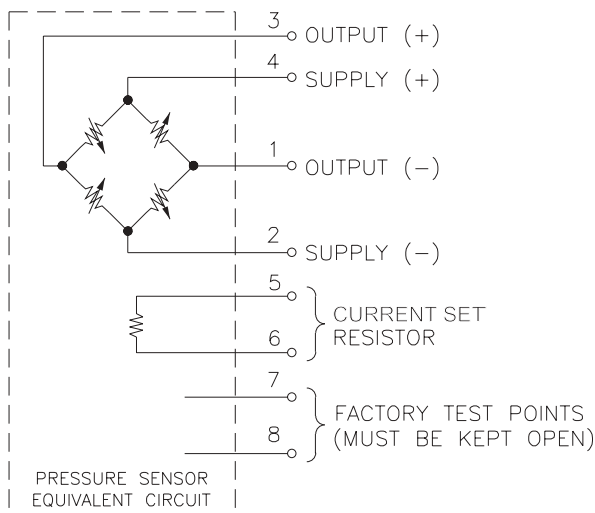 3
OUTPUT (+)
4
SUPPLY (+)
1
OUTPUT (-)
2
SUPPLY (-)
5
CURRENT SET
RESISTOR
6
7
FACTORY TEST POINTS
(MUST BE KEPT OPEN)
8
PRESSURE SENSOR
EQUIVALENT CIRCUIT